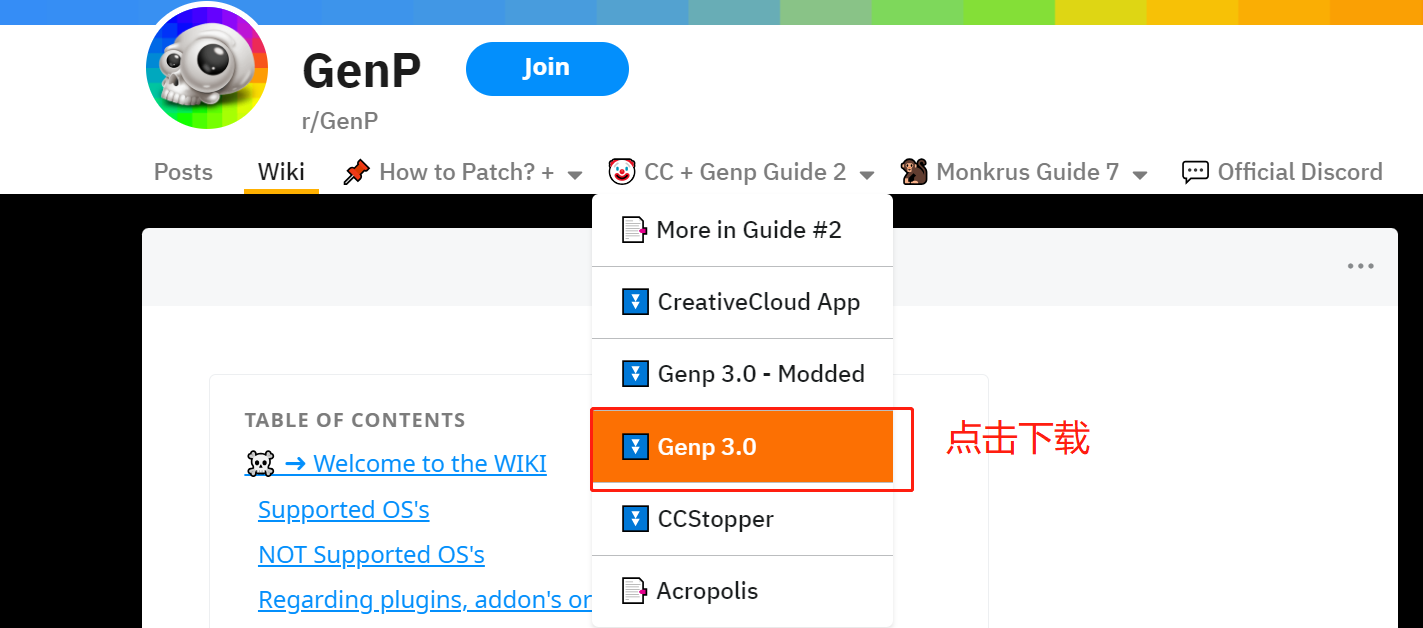 GenP
Join
r/GenP
Posts
Wiki
How to Patch? +
CC + Genp Guide 2
Monkrus Guide 7
Official Discord
More in Guide #2
CreativeCloud App
Genp 3.0 - Modded
Genp 3.0
点击下载
CCStopper
Acropolis
TABLE OF CONTENTS
→ Welcome to the WIKI
Supported OS's
NOT Supported OS's
Regarding plugins, addon's or